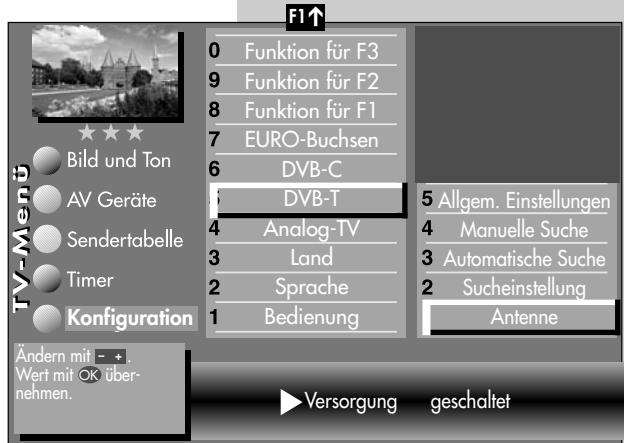 F1↑
0 Funktion für F3
9 Funktion für F2
8 Funktion für F1
7 EURO-Buchsen
6 DVB-C
DVB-T
4 Analog-TV
3 Land
2 Sprache
1 Bedienung
TV-Menü
Bild und Ton
AV Geräte
Sendertabelle
Timer
Konfiguration
5 Allgem. Einstellungen
4 Manuelle Suche
3 Automatische Suche
2 Sucheinstellung
Antenne
Ändern mit - + .
Wert mit OK über-
nehmen.
Versorgung geschaltet